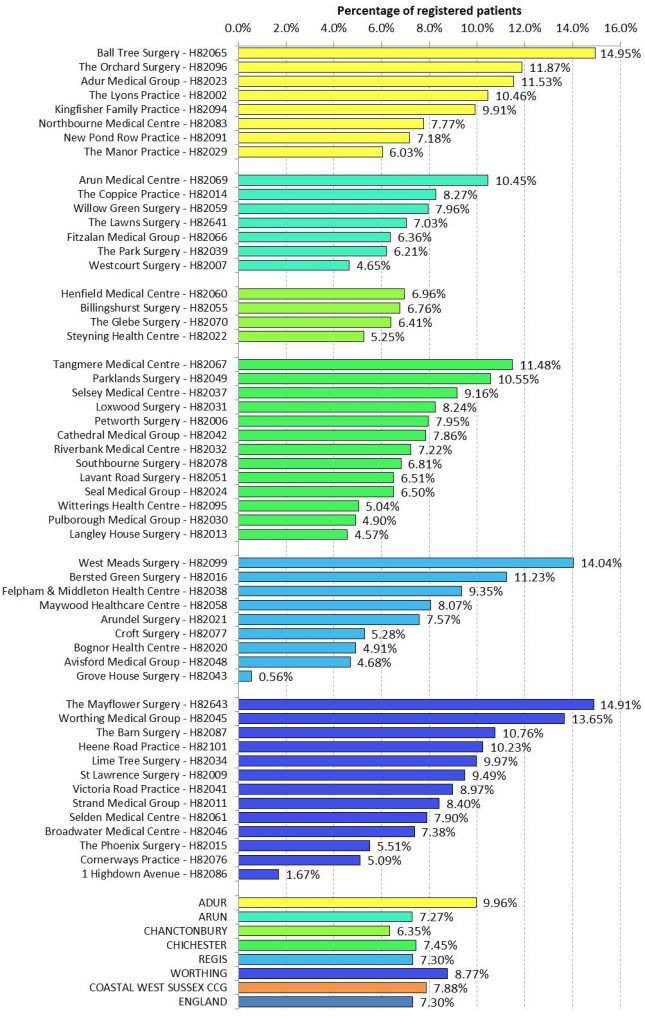 Percentage of registered patients
0.0% 2.0% 4.0% 6.0% 8.0% 10.0% 12.0% 14.0% 16.0%
Ball Tree Surgery - H82065 14.95%
The Orchard Surgery - H82096 11.87%
Adur Medical Group - H82023 11.53%
The Lyons Practice - H82002 10.46%
Kingfisher Family Practice - H82094 9.91%
Northbourne Medical Centre - H82083 7.77%
New Pond Row Practice - H82091 7.18%
The Manor Practice - H82029 6.03%
Arun Medical Centre - H82069 10.45%
The Coppice Practice - H82014 8.27%
Willow Green Surgery - H82059 7.96%
The Lawns Surgery - H82641 7.03%
Fitzalan Medical Group - H82066 6.36%
The Park Surgery - H82039 6.21%
Westcourt Surgery - H82007 4.65%
Henfield Medical Centre - H82060 6.96%
Billingshurst Surgery - H82055 6.76%
The Glebe Surgery - H82070 6.41%
Steyning Health Centre - H82022 5.25%
Tangmere Medical Centre - H82067 11.48%
Parklands Surgery - H82049 10.55%
Selsey Medical Centre - H82037 9.16%
Loxwood Surgery - H82031 8.24%
Petworth Surgery - H82006 7.95%
Cathedral Medical Group - H82042 7.86%
Riverbank Medical Centre - H82032 7.22%
Southbourne Surgery - H82078 6.81%
Lavant Road Surgery - H82051 6.51%
Seal Medical Group - H82024 6.50%
Witterings Health Centre - H82095 5.04%
Pulborough Medical Group - H82030 4.90%
Langley House Surgery - H82013 4.57%
West Meads Surgery - H82099 14.04%
Bersted Green Surgery - H82016 11.23%
Felpham & Middleton Health Centre - H82038 9.35%
Maywood Healthcare Centre - H82058 8.07%
Arundel Surgery - H82021 7.57%
Croft Surgery - H82077 5.28%
Bognor Health Centre - H82020 4.91%
Avisford Medical Group - H82048 4.68%
Grove House Surgery - H82043 0.56%
The Mayflower Surgery - H82643 14.91%
Worthing Medical Group - H82045 13.65%
The Barn Surgery - H82087 10.76%
Heene Road Practice - H82101 10.23%
Lime Tree Surgery - H82034 9.97%
St Lawrence Surgery - H82009 9.49%
Victoria Road Practice - H82041 8.97%
Strand Medical Group - H82011 8.40%
Selden Medical Centre - H82061 7.90%
Broadwater Medical Centre - H82046 7.38%
The Phoenix Surgery - H82015 5.51%
Cornerways Practice - H82076 5.09%
1 Highdown Avenue - H82086 1.67%
ADUR 9.96%
ARUN 7.27%
CHANCTONBURY 6.35%
CHICHESTER 7.45%
REGIS 7.30%
WORTHING 8.77%
COASTAL WEST SUSSEX CCG 7.88%
ENGLAND 7.30%